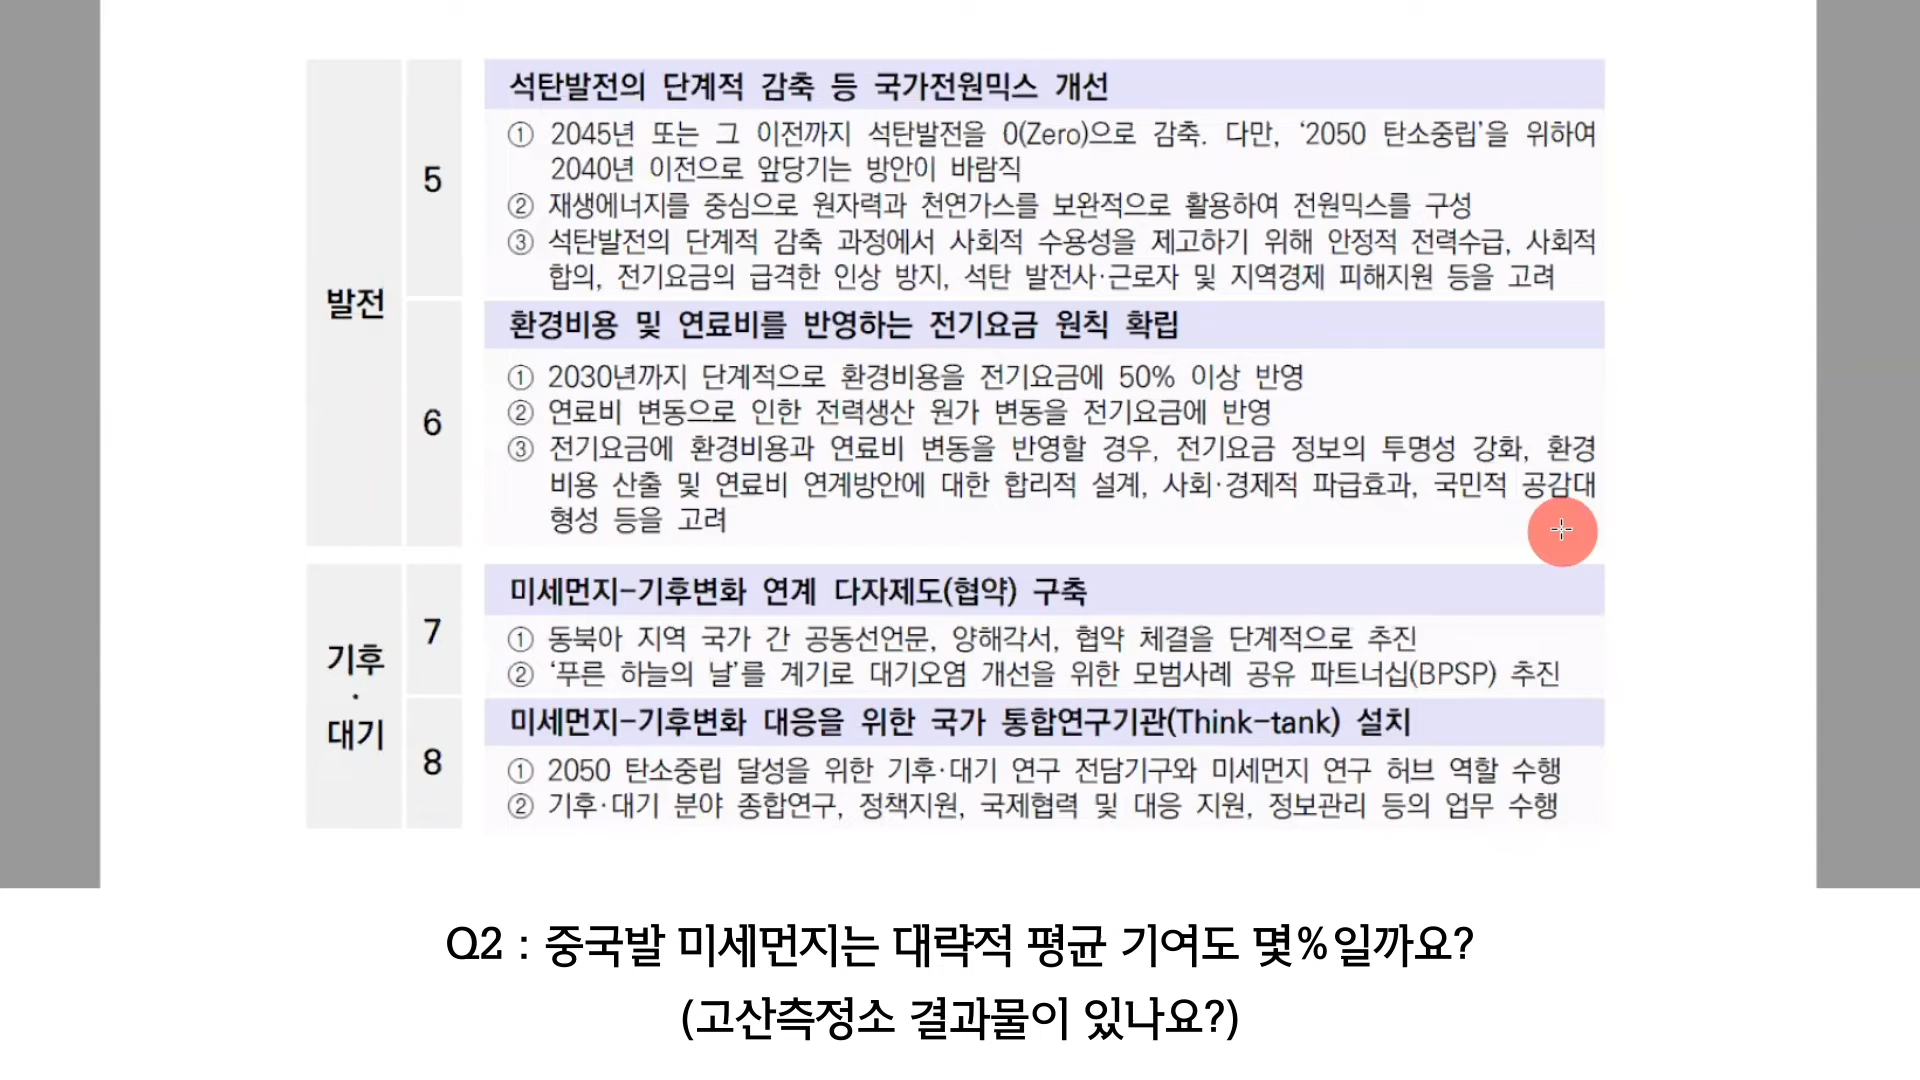 발전
5
석탄발전의 단계적 감축 등 국가전원믹스 개선
① 2045년 또는 그 이전까지 석탄발전을 0(Zero)으로 감축. 다만, ‘2050 탄소중립’을 위하여
2040년 이전으로 앞당기는 방안이 바람직
② 재생에너지를 중심으로 원자력과 천연가스를 보완적으로 활용하여 전원믹스를 구성
③ 석탄발전의 단계적 감축 과정에서 사회적 수용성을 제고하기 위해 안정적 전력수급, 사회적
합의, 전기요금의 급격한 인상 방지, 석탄 발전사·근로자 및 지역경제 피해지원 등을 고려
6
환경비용 및 연료비를 반영하는 전기요금 원칙 확립
① 2030년까지 단계적으로 환경비용을 전기요금에 50% 이상 반영
② 연료비 변동으로 인한 전력생산 원가 변동을 전기요금에 반영
③ 전기요금에 환경비용과 연료비 변동을 반영할 경우, 전기요금 정보의 투명성 강화, 환경
비용 산출 및 연료비 연계방안에 대한 합리적 설계, 사회·경제적 파급효과, 국민적 공감대
형성 등을 고려
기후
·
대기
7
미세먼지-기후변화 연계 다자제도(협약) 구축
① 동북아 지역 국가 간 공동선언문, 양해각서, 협약 체결을 단계적으로 추진
② ‘푸른 하늘의 날’를 계기로 대기오염 개선을 위한 모범사례 공유 파트너십(BPSP) 추진
8
미세먼지-기후변화 대응을 위한 국가 통합연구기관(Think-tank) 설치
① 2050 탄소중립 달성을 위한 기후·대기 연구 전담기구와 미세먼지 연구 허브 역할 수행
② 기후·대기 분야 종합연구, 정책지원, 국제협력 및 대응 지원, 정보관리 등의 업무 수행
Q2 : 중국발 미세먼지는 대략적 평균 기여도 몇%일까요?
(고산측정소 결과물이 있나요?)